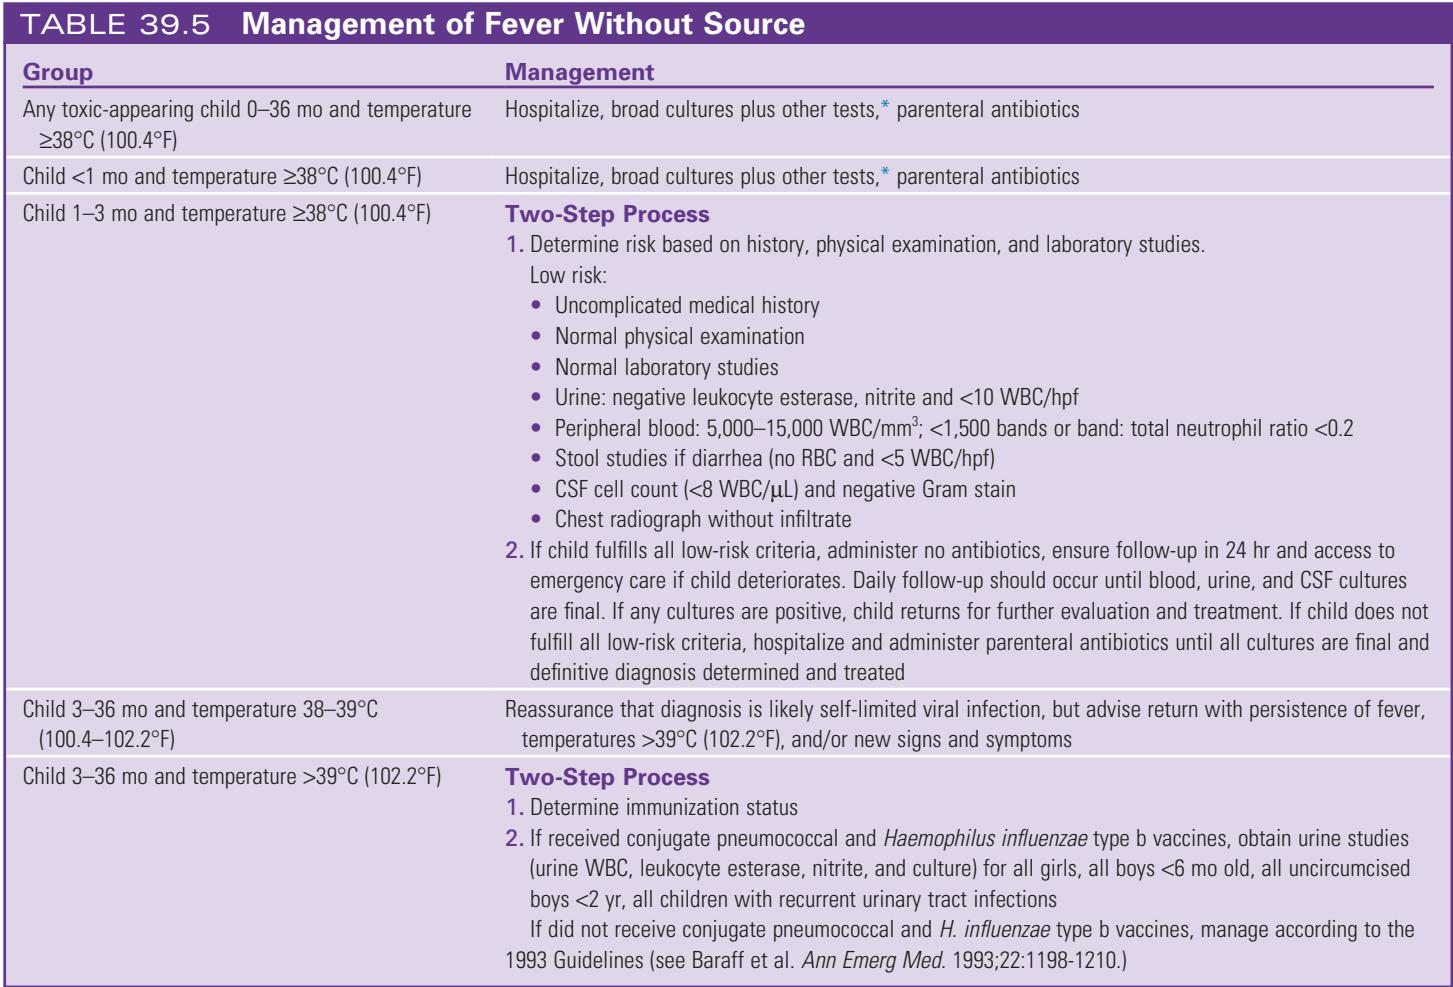 TABLE 39.5 Management of Fever Without Source
Group Management
Any toxic-appearing child 0–36 mo and temperature Hospitalize, broad cultures plus other tests,* parenteral antibiotics
≥38°C (100.4°F)
Child <1 mo and temperature ≥38°C (100.4°F) Hospitalize, broad cultures plus other tests,* parenteral antibiotics
Child 1–3 mo and temperature ≥38°C (100.4°F) Two-Step Process
1. Determine risk based on history, physical examination, and laboratory studies.
Low risk:
• Uncomplicated medical history
• Normal physical examination
• Normal laboratory studies
• Urine: negative leukocyte esterase, nitrite and <10 WBC/hpf
• Peripheral blood: 5,000–15,000 WBC/mm³; <1,500 bands or band: total neutrophil ratio <0.2
• Stool studies if diarrhea (no RBC and <5 WBC/hpf)
• CSF cell count (<8 WBC/μL) and negative Gram stain
• Chest radiograph without infiltrate
2. If child fulfills all low-risk criteria, administer no antibiotics, ensure follow-up in 24 hr and access to
emergency care if child deteriorates. Daily follow-up should occur until blood, urine, and CSF cultures
are final. If any cultures are positive, child returns for further evaluation and treatment. If child does not
fulfill all low-risk criteria, hospitalize and administer parenteral antibiotics until all cultures are final and
definitive diagnosis determined and treated
Child 3–36 mo and temperature 38–39°C Reassurance that diagnosis is likely self-limited viral infection, but advise return with persistence of fever,
(100.4–102.2°F) temperatures >39°C (102.2°F), and/or new signs and symptoms
Child 3–36 mo and temperature >39°C (102.2°F) Two-Step Process
1. Determine immunization status
2. If received conjugate pneumococcal and Haemophilus influenzae type b vaccines, obtain urine studies
(urine WBC, leukocyte esterase, nitrite, and culture) for all girls, all boys <6 mo old, all uncircumcised
boys <2 yr, all children with recurrent urinary tract infections
If did not receive conjugate pneumococcal and H. influenzae type b vaccines, manage according to the
1993 Guidelines (see Baraff et al. Ann Emerg Med. 1993;22:1198-1210.)